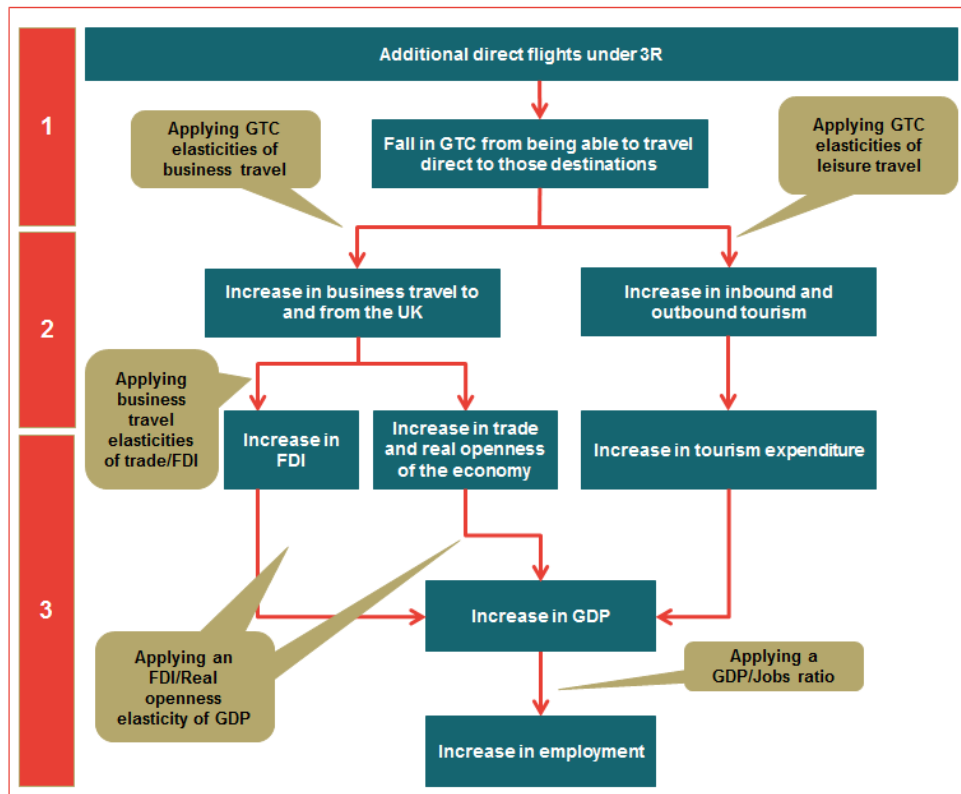 1
Additional direct flights under 3R
Applying GTC
elasticities of
business travel
Fall in GTC from being able to travel
direct to those destinations
Applying GTC
elasticities of
leisure travel
2
Increase in business travel to
and from the UK
Increase in inbound and
outbound tourism
Applying
business
travel
elasticities
of trade/FDI
Increase in
FDI
Increase in trade
and real openness
of the economy
Increase in tourism expenditure
3
Increase in GDP
Applying an
FDI/Real
openness
elasticity of GDP
Applying a
GDP/Jobs ratio
Increase in employment